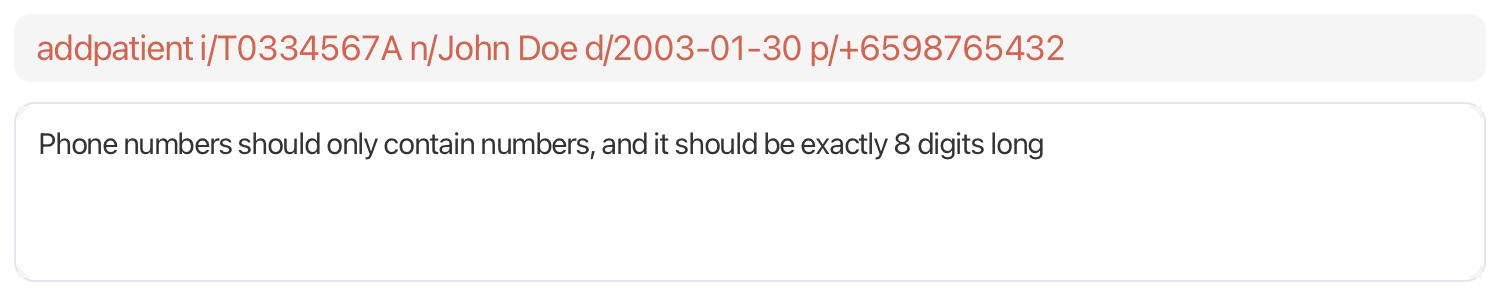 addpatient i/T0334567A n/John Doe d/2003-01-30 p/+6598765432
Phone numbers should only contain numbers, and it should be exactly 8 digits long